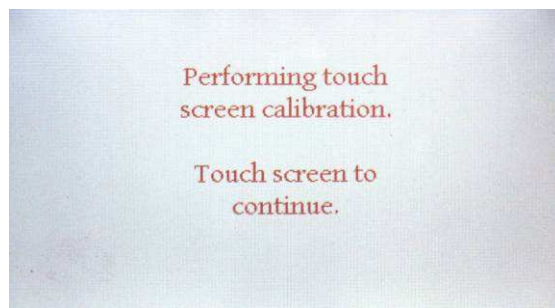 Performing touch
screen calibration.
Touch screen to
continue.